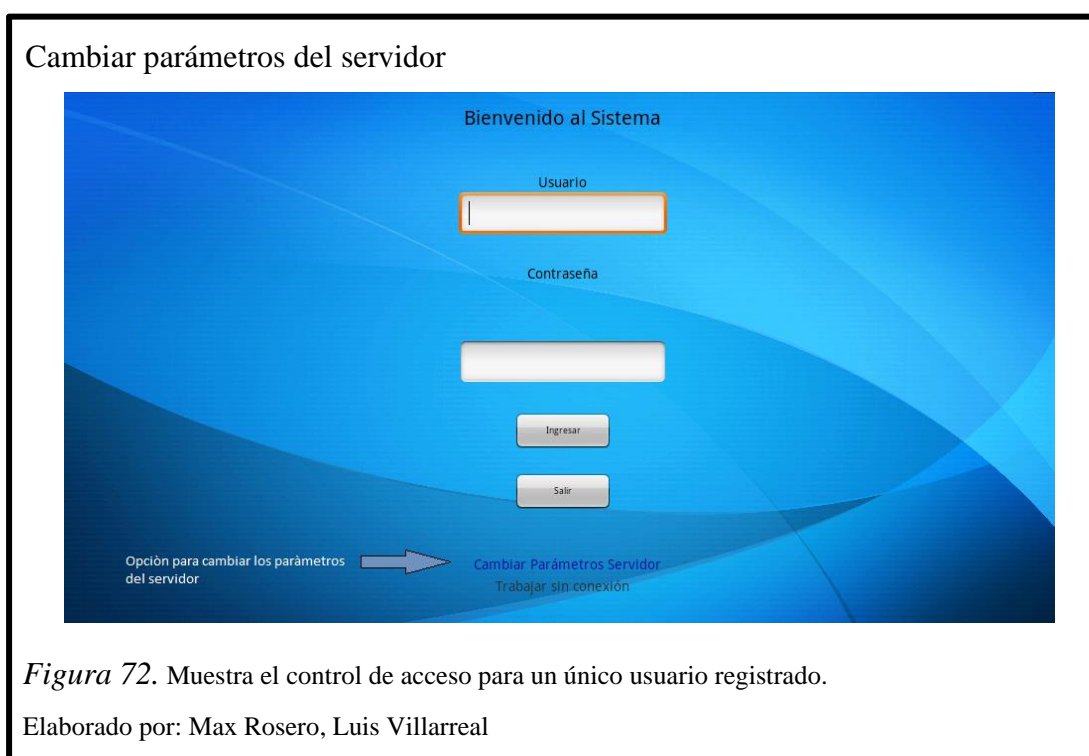 Cambiar parámetros del servidor
Bienvenido al Sistema
Usuario
Contraseña
Ingresar
Salir
Opciòn para cambiar los paràmetros
del servidor
Cambiar Parámetros Servidor
Trabajar sin conexión
Figura 72. Muestra el control de acceso para un único usuario registrado.
Elaborado por: Max Rosero, Luis Villarreal